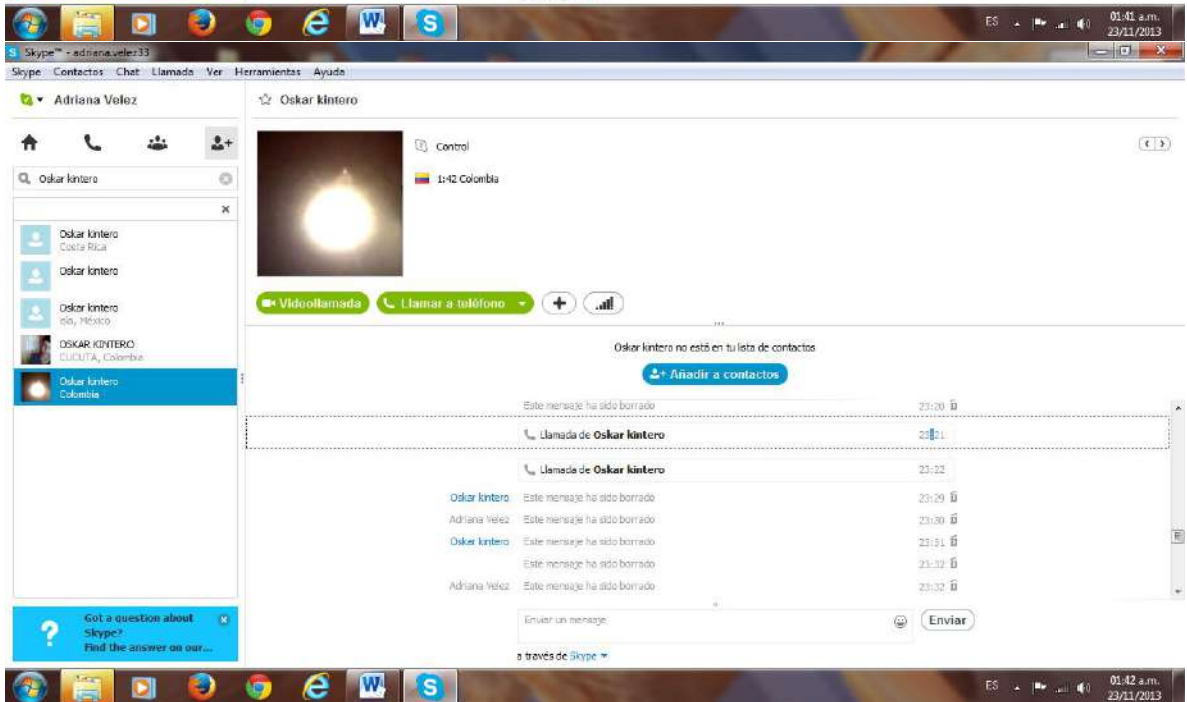 ES 01:41 a.m.
23/11/2013
Skype™ - adriana.velez33
Skype Contactos Chat Llamada Ver Herramientas Ayuda
Adriana Velez
Oskar kintero
Control
1:42 Colombia
Oskar kintero
Oskar kintero
Costa Rica
Oskar kintero
Oskar kintero
México
OSKAR KINTERO
CUCUTA, Colombia
Oskar kintero
Colombia
Videollamada Llamar a teléfono
Oskar kintero no está en tu lista de contactos
Añadir a contactos
Este mensaje ha sido borrado 23:20
Llamada de Oskar kintero 23:21
Llamada de Oskar kintero 23:22
Oskar kintero Este mensaje ha sido borrado 23:29
Adriana Velez Este mensaje ha sido borrado 23:30
Oskar kintero Este mensaje ha sido borrado
Este mensaje ha sido borrado 23:32
Adriana Velez Este mensaje ha sido borrado 23:32
Enviar un mensaje Enviar
a través de Skype
Got a question about
Skype?
Find the answer on our...
ES 01:42 a.m.
23/11/2013